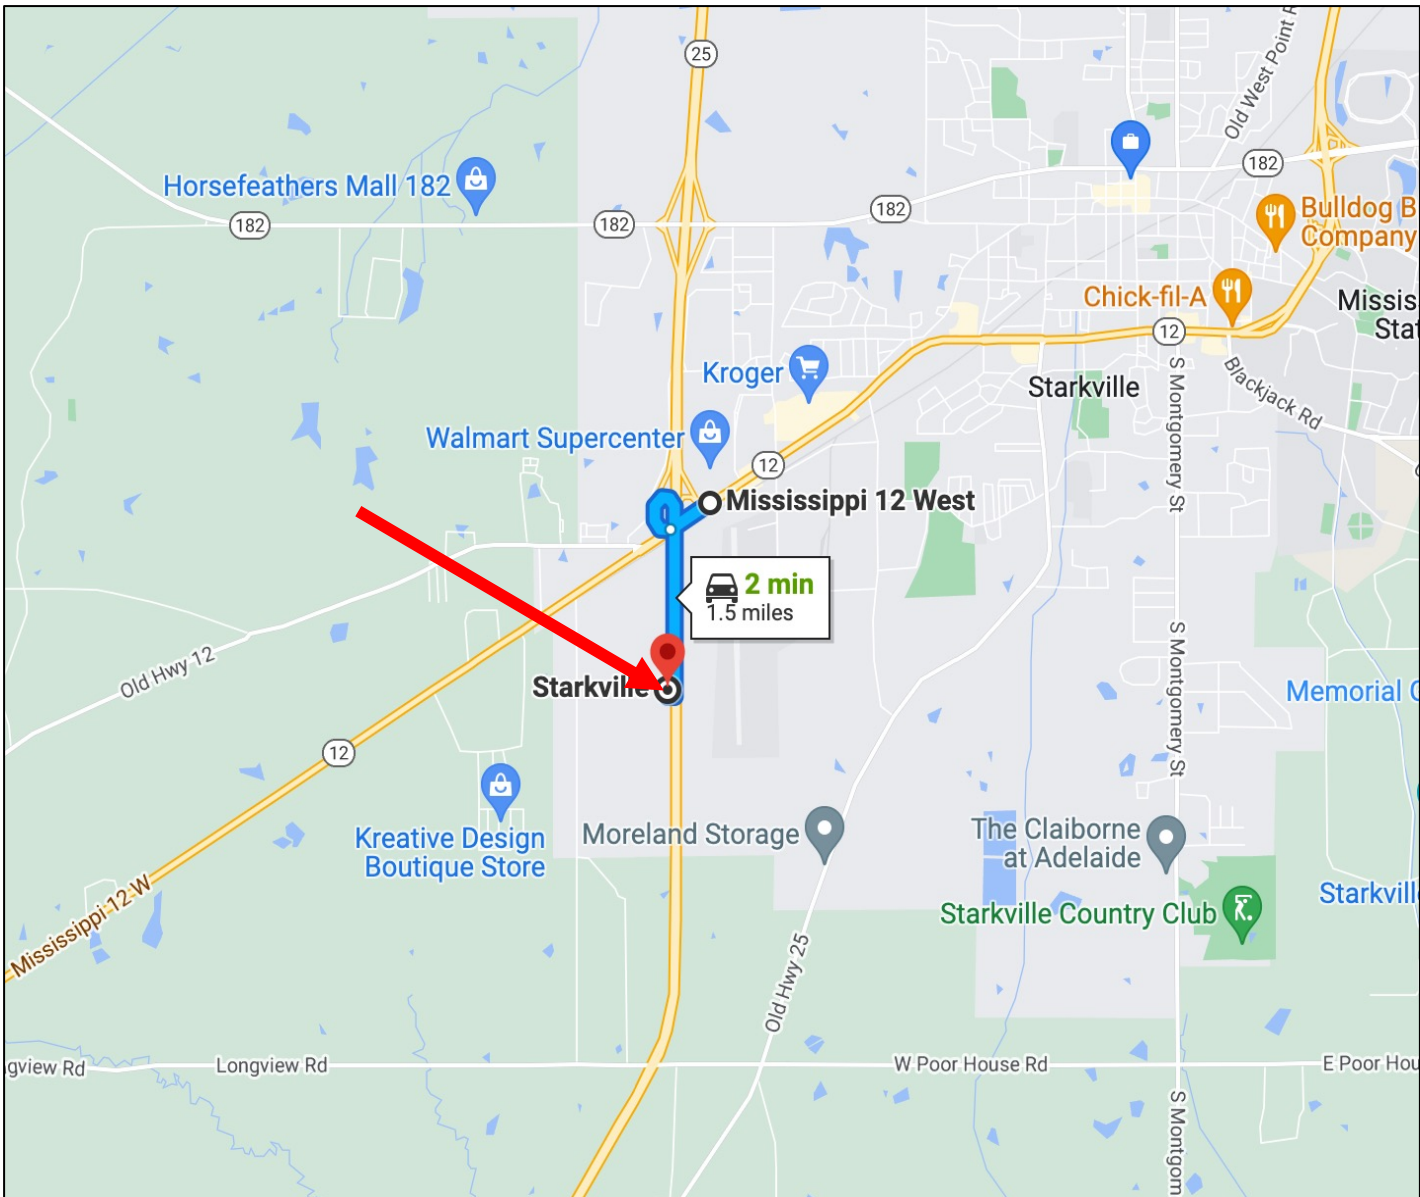 25
Old West Point R
182
Horsefeathers Mall 182
182
182
182
Bulldog B
Company
Chick-fil-A
Missis
Stat
12
Kroger
Starkville
S Montgomery St
Blackjack Rd
Walmart Supercenter
12
Mississippi 12 West
2 min
1.5 miles
Old Hwy 12
S Montgomery St
Starkville
Memorial C
12
Kreative Design
Boutique Store
Moreland Storage
The Claiborne
at Adelaide
Starkvill
Starkville Country Club
Mississippi 12 W
Old Hwy 25
gview Rd
Longview Rd
W Poor House Rd
E Poor Hou
S Montgom